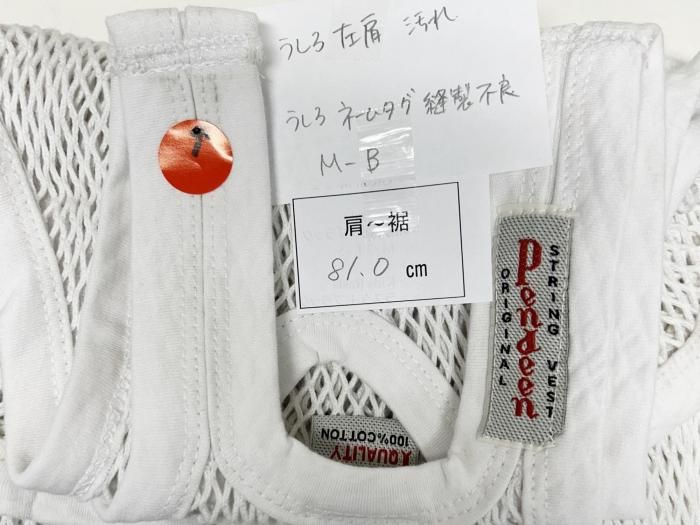 うしろ 左肩 汚れ
うしろ ネームタグ 縫製不良
M-B
肩～裾
81.0 cm
ORIGINAL
Pendeen
STRING VEST
QUALITY
100% COTTON